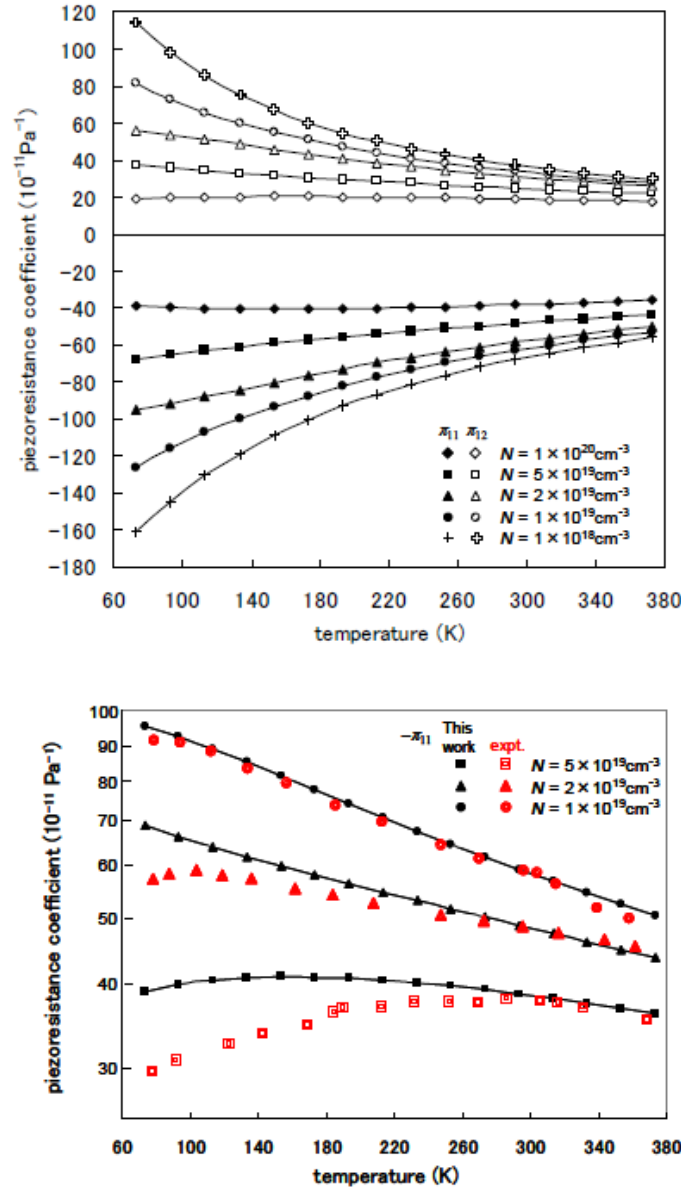 120
100
80
60
40
20
0
-20
-40
-60
-80
-100
-120
-140
-160
-180
piezoresistance coefficient (10⁻¹¹Pa⁻¹)
π₁₁ π₁₂
N = 1 × 10²⁰cm⁻³
N = 5 × 10¹⁹cm⁻³
N = 2 × 10¹⁹cm⁻³
N = 1 × 10¹⁹cm⁻³
N = 1 × 10¹⁸cm⁻³
60 100 140 180 220 260 300 340 380
temperature (K)
100
90
80
70
60
50
40
30
piezoresistance coefficient (10⁻¹¹ Pa⁻¹)
−π₁₁ This work expt.
N = 5 × 10¹⁹cm⁻³
N = 2 × 10¹⁹cm⁻³
N = 1 × 10¹⁹cm⁻³
60 100 140 180 220 260 300 340 380
temperature (K)